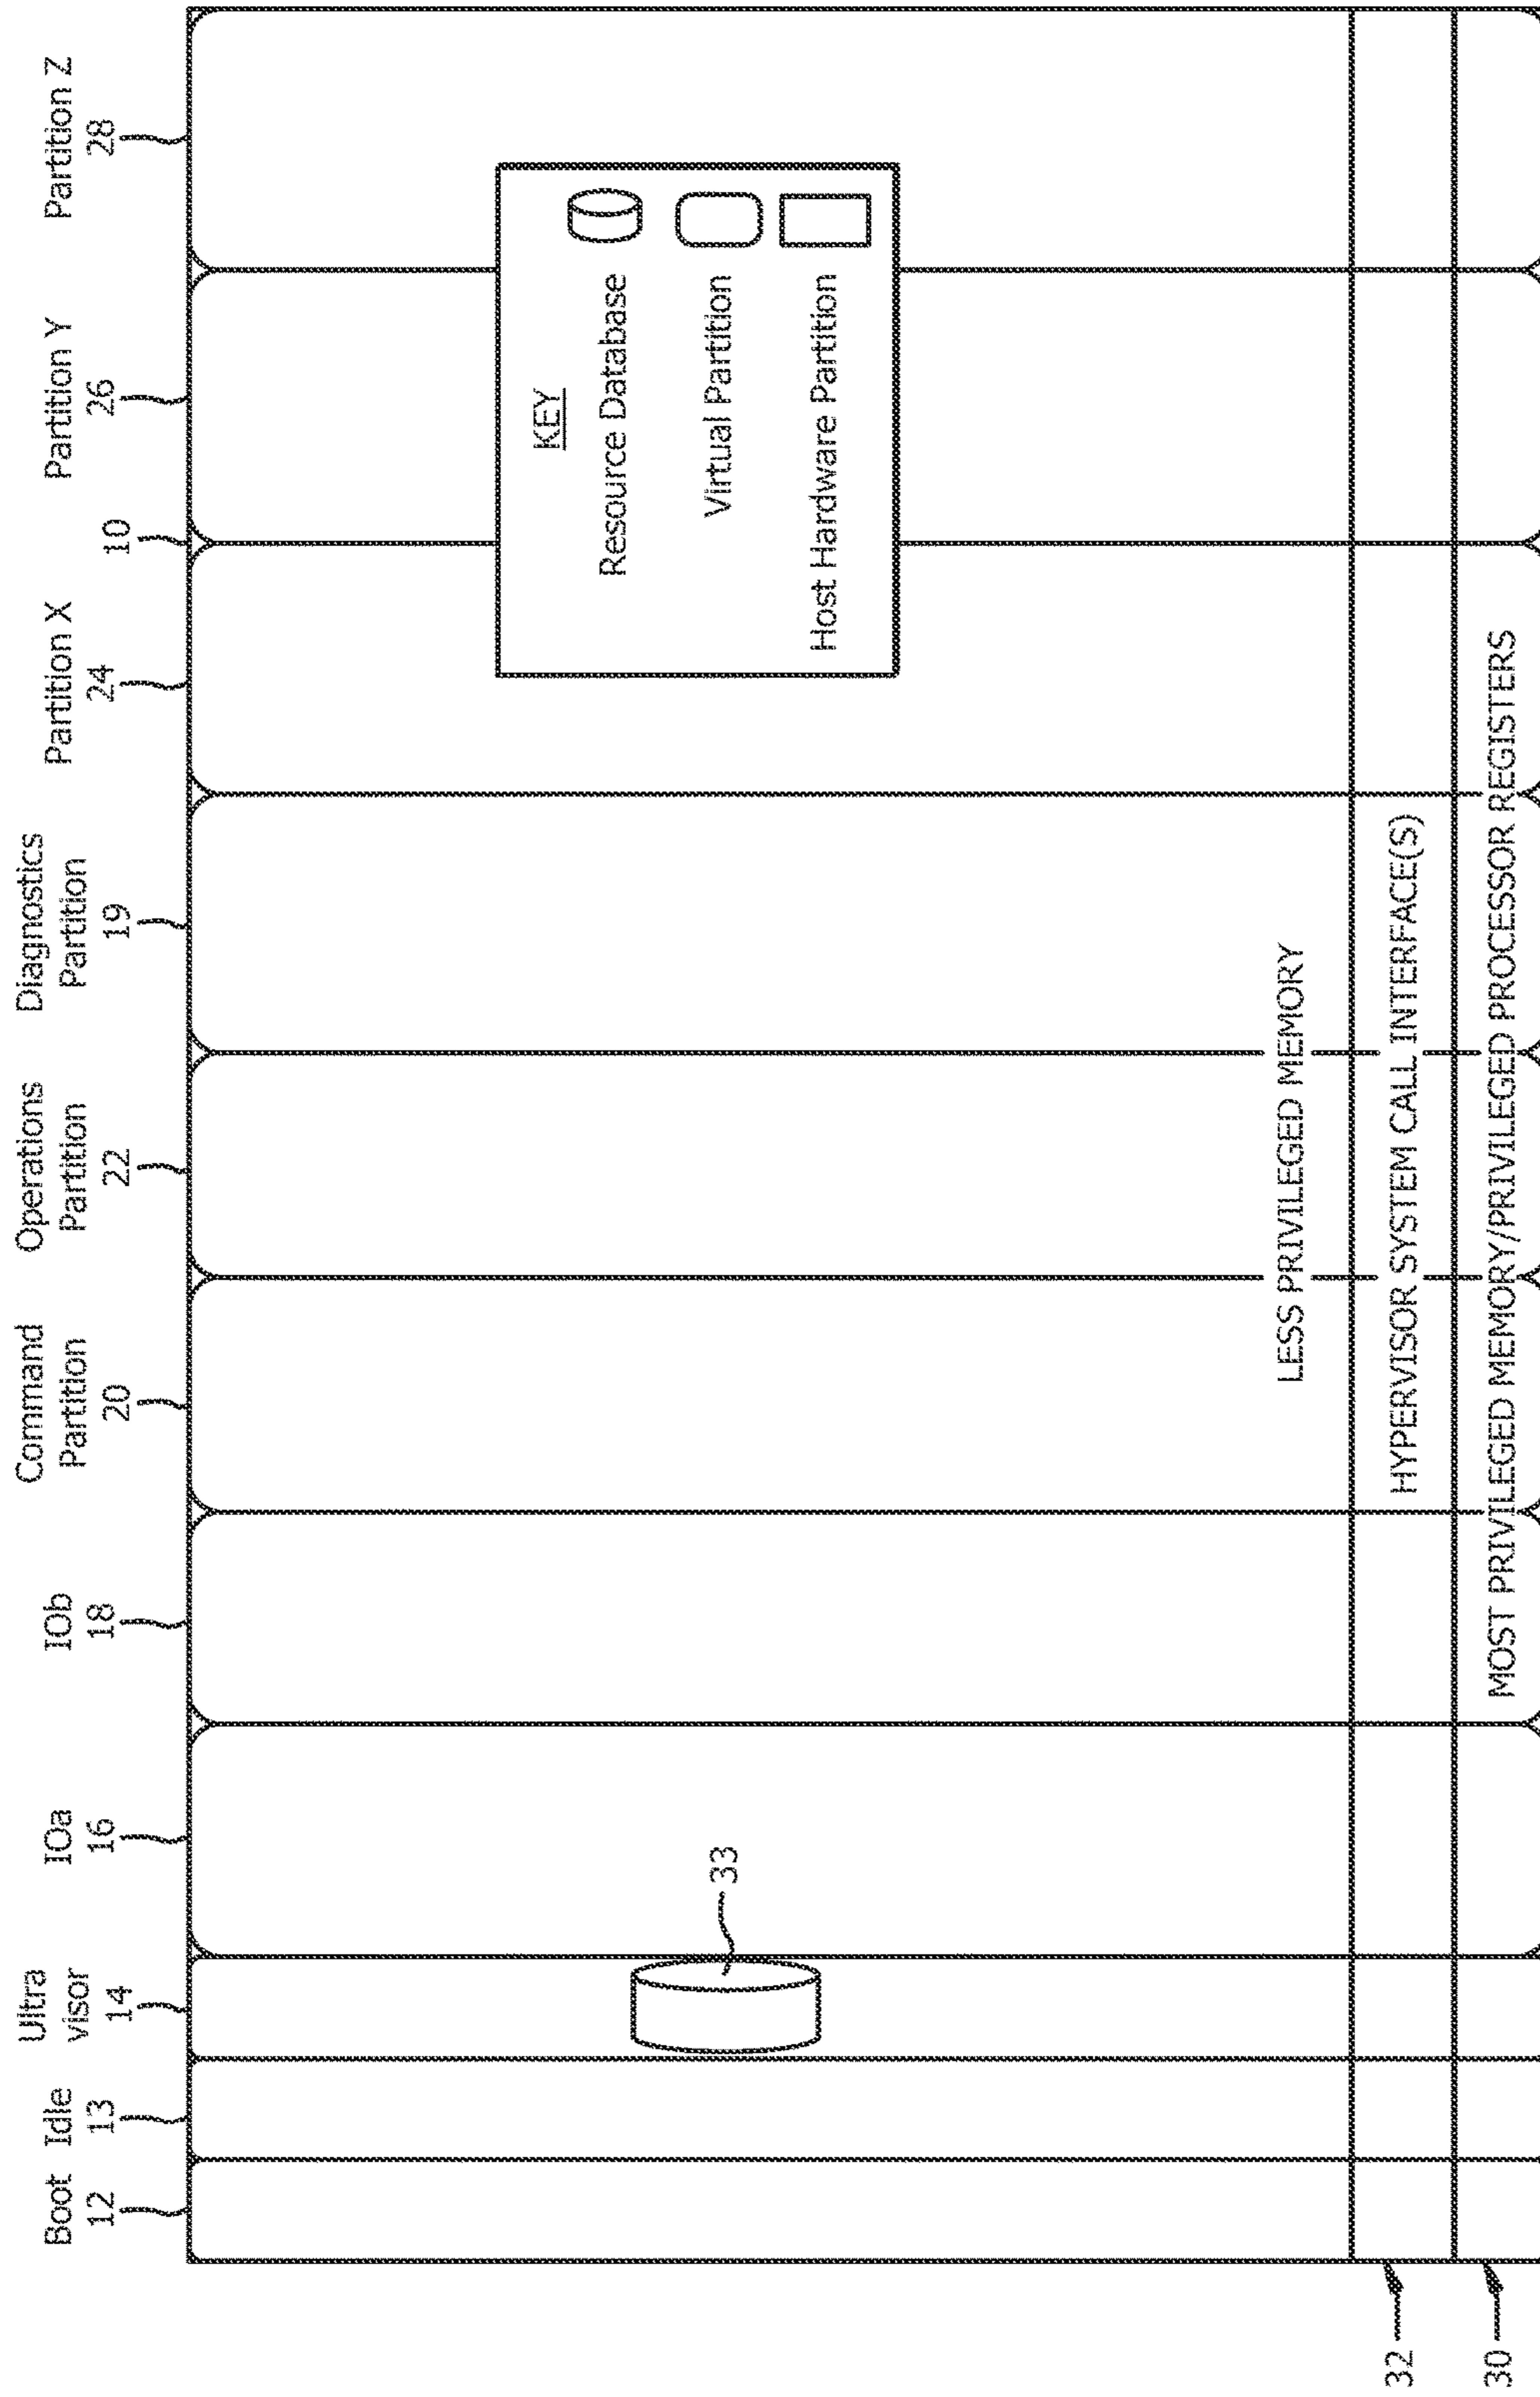 Boot
12
Idle
13
Ultra
visor
14
IOa
16
IOb
18
Command
Partition
20
Operations
Partition
22
Diagnostics
Partition
19
Partition X
24
10
Partition Y
26
Partition Z
28
KEY
Resource Database
Virtual Partition
Host Hardware Partition
33
LESS PRIVILEGED MEMORY
32
HYPERVISOR SYSTEM CALL INTERFACE(S)
30
MOST PRIVILEGED MEMORY/PRIVILEGED PROCESSOR REGISTERS